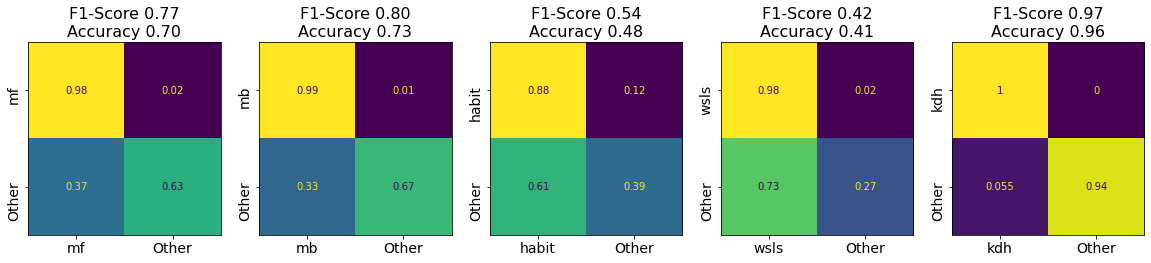 F1-Score 0.77
Accuracy 0.70
mf
0.98
0.02
Other
0.37
0.63
mf
Other
F1-Score 0.80
Accuracy 0.73
mb
0.99
0.01
Other
0.33
0.67
mb
Other
F1-Score 0.54
Accuracy 0.48
habit
0.88
0.12
Other
0.61
0.39
habit
Other
F1-Score 0.42
Accuracy 0.41
wsls
0.98
0.02
Other
0.73
0.27
wsls
Other
F1-Score 0.97
Accuracy 0.96
kdh
1
0
Other
0.055
0.94
kdh
Other